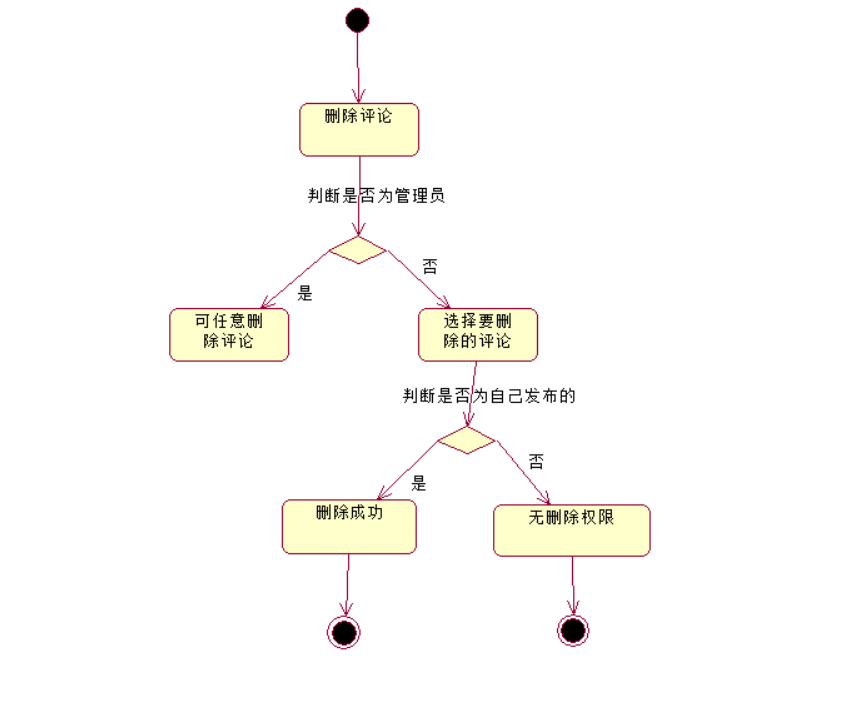 删除评论
判断是否为管理员
否
是
可任意删
除评论
选择要删
除的评论
判断是否为自己发布的
否
是
删除成功
无删除权限